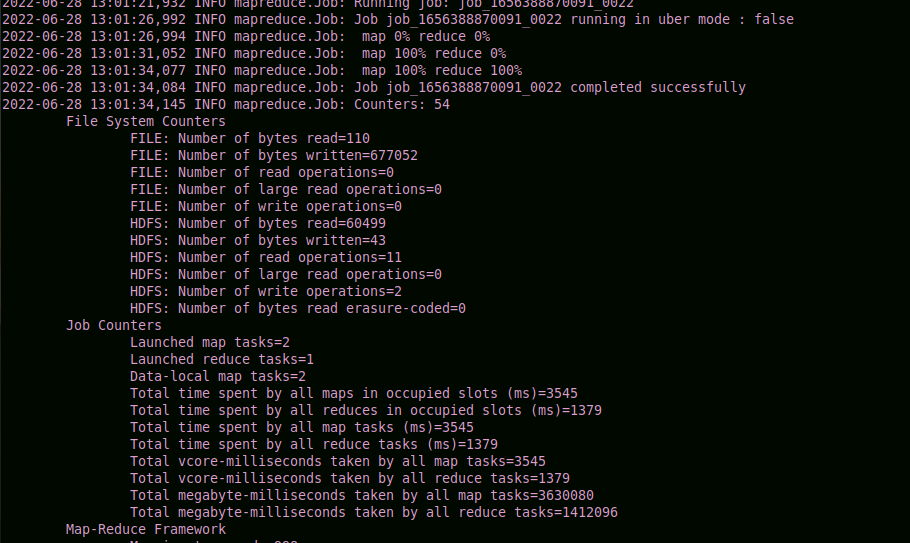 2022-06-28 13:01:21,932 INFO mapreduce.Job: Running job: job_1656388870091_0022
2022-06-28 13:01:26,992 INFO mapreduce.Job: Job job_1656388870091_0022 running in uber mode : false
2022-06-28 13:01:26,994 INFO mapreduce.Job:  map 0% reduce 0%
2022-06-28 13:01:31,052 INFO mapreduce.Job:  map 100% reduce 0%
2022-06-28 13:01:34,077 INFO mapreduce.Job:  map 100% reduce 100%
2022-06-28 13:01:34,084 INFO mapreduce.Job: Job job_1656388870091_0022 completed successfully
2022-06-28 13:01:34,145 INFO mapreduce.Job: Counters: 54
File System Counters
FILE: Number of bytes read=110
FILE: Number of bytes written=677052
FILE: Number of read operations=0
FILE: Number of large read operations=0
FILE: Number of write operations=0
HDFS: Number of bytes read=60499
HDFS: Number of bytes written=43
HDFS: Number of read operations=11
HDFS: Number of large read operations=0
HDFS: Number of write operations=2
HDFS: Number of bytes read erasure-coded=0
Job Counters
Launched map tasks=2
Launched reduce tasks=1
Data-local map tasks=2
Total time spent by all maps in occupied slots (ms)=3545
Total time spent by all reduces in occupied slots (ms)=1379
Total time spent by all map tasks (ms)=3545
Total time spent by all reduce tasks (ms)=1379
Total vcore-milliseconds taken by all map tasks=3545
Total vcore-milliseconds taken by all reduce tasks=1379
Total megabyte-milliseconds taken by all map tasks=3630080
Total megabyte-milliseconds taken by all reduce tasks=1412096
Map-Reduce Framework